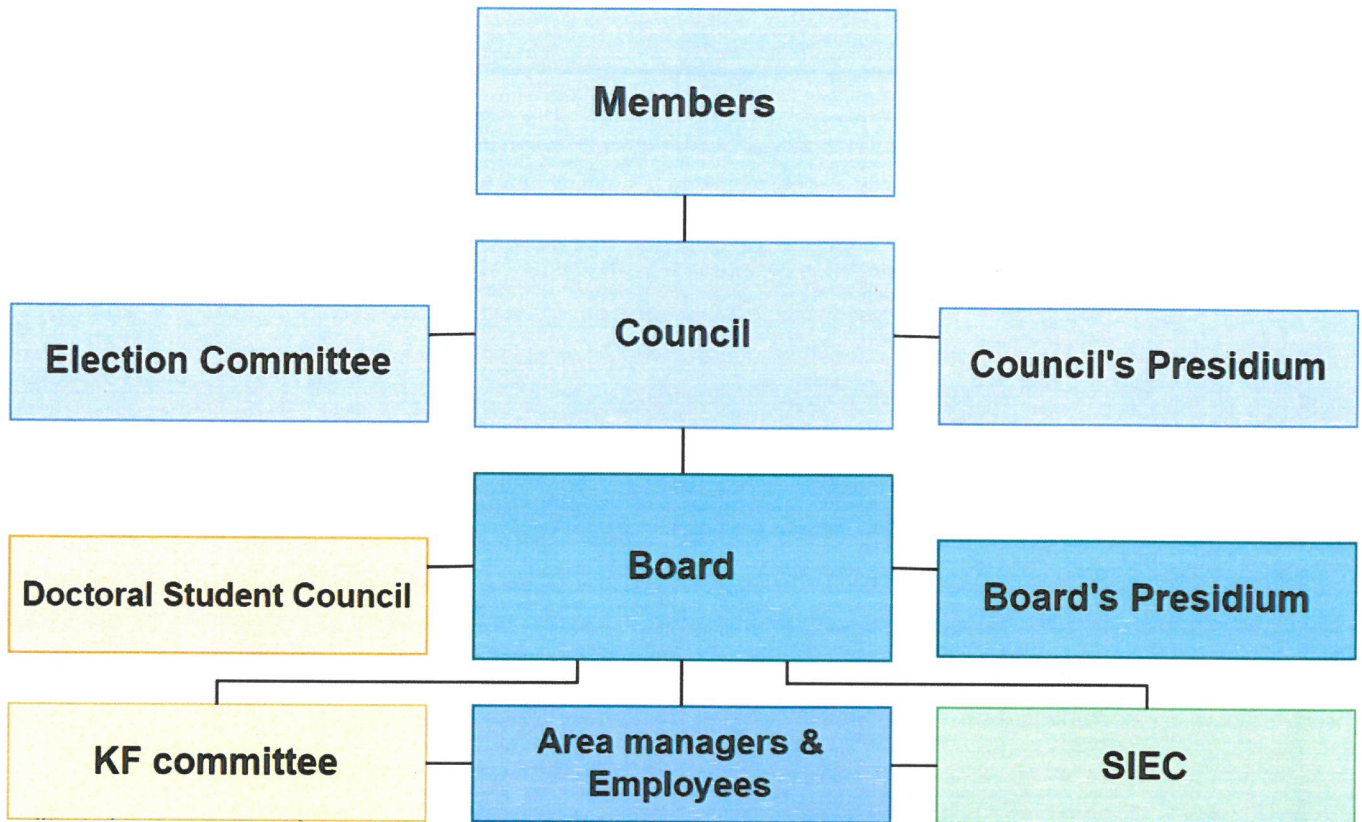 Members
Election Committee
Council
Council's Presidium
Doctoral Student Council
Board
Board's Presidium
KF committee
Area managers &
Employees
SIEC